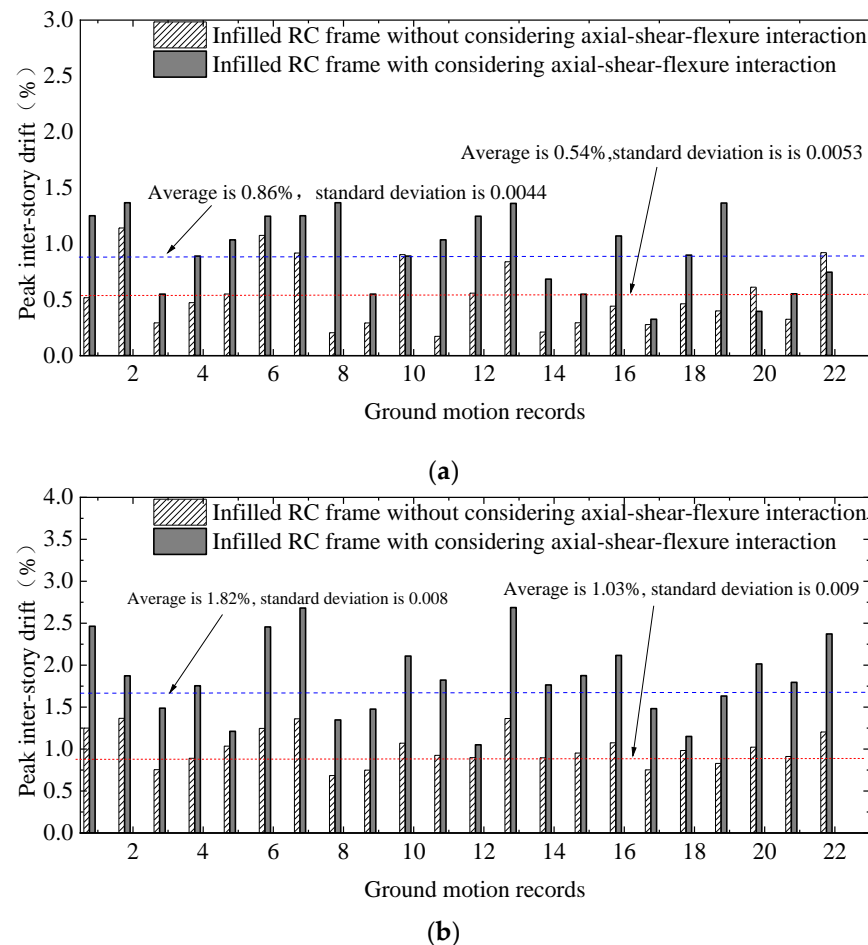 3.0
Infilled RC frame without considering axial-shear-flexure interaction
Infilled RC frame with considering axial-shear-flexure interaction
2.5
2.0
Average is 0.54%,standard deviation is is 0.0053
1.5
Average is 0.86%，standard deviation is 0.0044
1.0
0.5
0.0
Peak inter-story drift（%）
2 4 6 8 10 12 14 16 18 20 22
Ground motion records
(a)
4.0
Infilled RC frame without considering axial-shear-flexure interaction
3.5
Infilled RC frame with considering axial-shear-flexure interaction
3.0
Average is 1.82%, standard deviation is 0.008
Average is 1.03%, standard deviation is 0.009
2.5
2.0
1.5
1.0
0.5
0.0
Peak inter-story drift（%）
2 4 6 8 10 12 14 16 18 20 22
Ground motion records
(b)